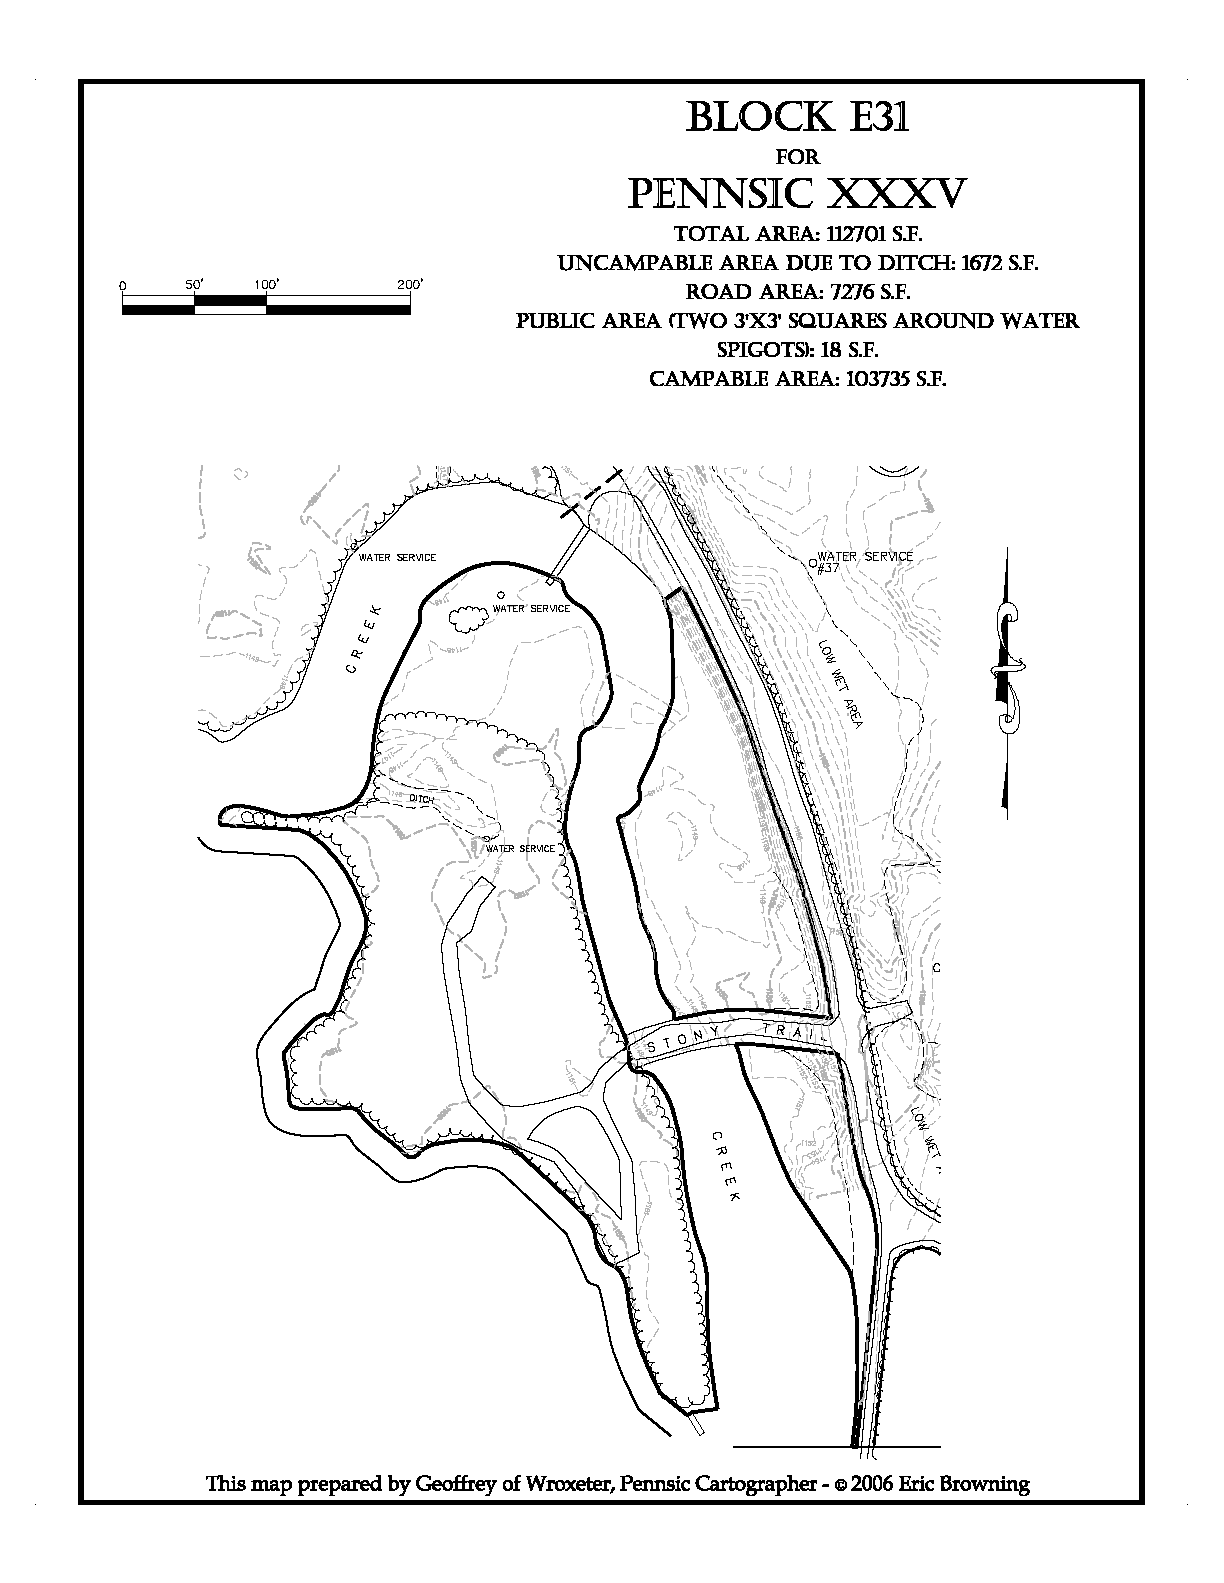 BLOCK E31
FOR
PENNSIC XXXV
TOTAL AREA: 112701 S.F.
UNCAMPABLE AREA DUE TO DITCH: 1672 S.F.
ROAD AREA: 7276 S.F.
PUBLIC AREA (TWO 3'X3' SQUARES AROUND WATER
SPIGOTS): 18 S.F.
CAMPABLE AREA: 103735 S.F.
0 50' 100' 200'
WATER SERVICE
WATER SERVICE
#37
WATER SERVICE
CREEK
LOW WET AREA
DITCH
WATER SERVICE
STONY TRAIL
LOW WET
CREEK
This map prepared by Geoffrey of Wroxeter, Pennsic Cartographer - © 2006 Eric Browning